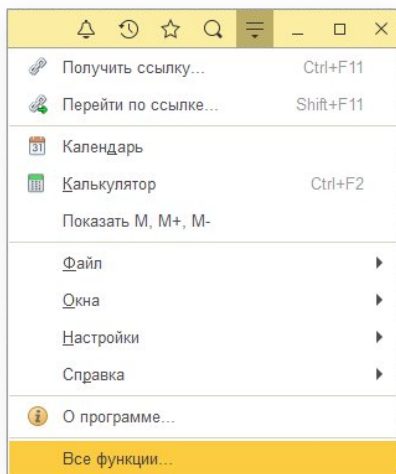 Получить ссылку... Ctrl+F11
Перейти по ссылке... Shift+F11
31 Календарь
Калькулятор Ctrl+F2
Показать M, M+, M-
Файл
Окна
Настройки
Справка
i О программе...
Все функции...